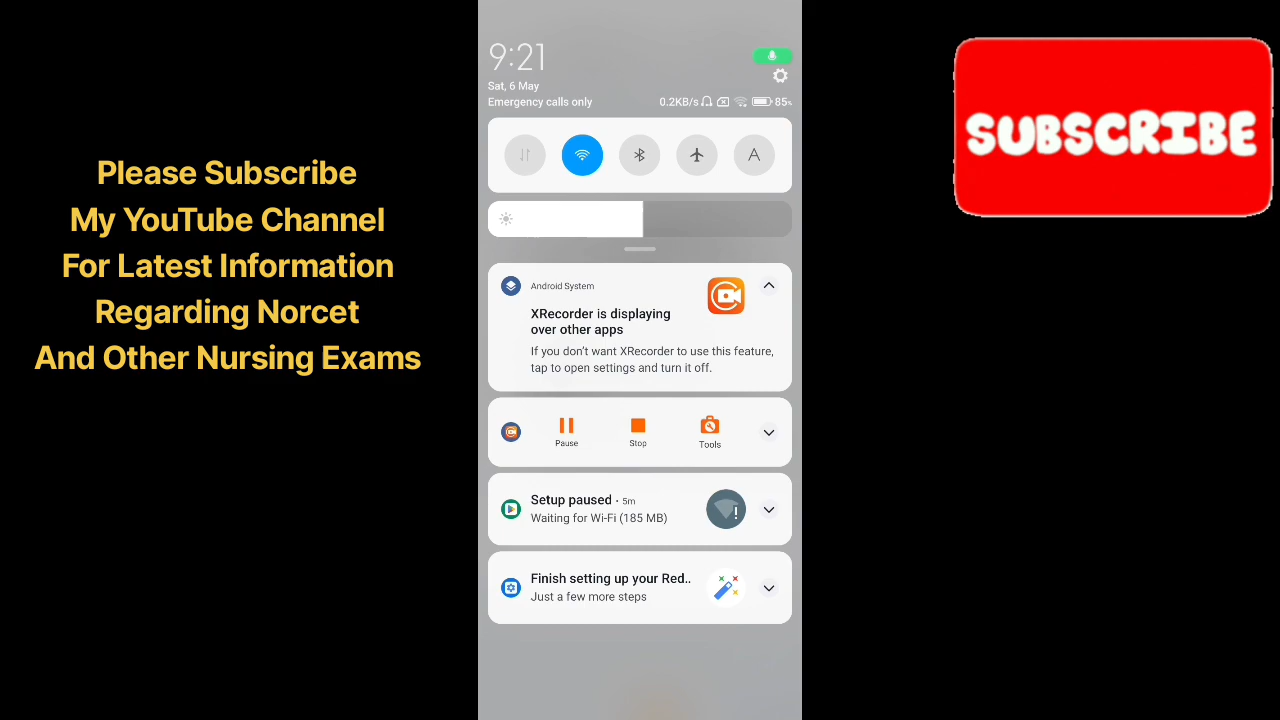 Please Subscribe
My YouTube Channel
For Latest Information
Regarding Norcet
And Other Nursing Exams
9:21
Sat, 6 May
Emergency calls only
0.2KB/s
85%
A
Android System
XRecorder is displaying
over other apps
If you don't want XRecorder to use this feature,
tap to open settings and turn it off.
Pause
Stop
Tools
Setup paused • 5m
Waiting for Wi-Fi (185 MB)
Finish setting up your Red..
Just a few more steps
SUBSCRIBE